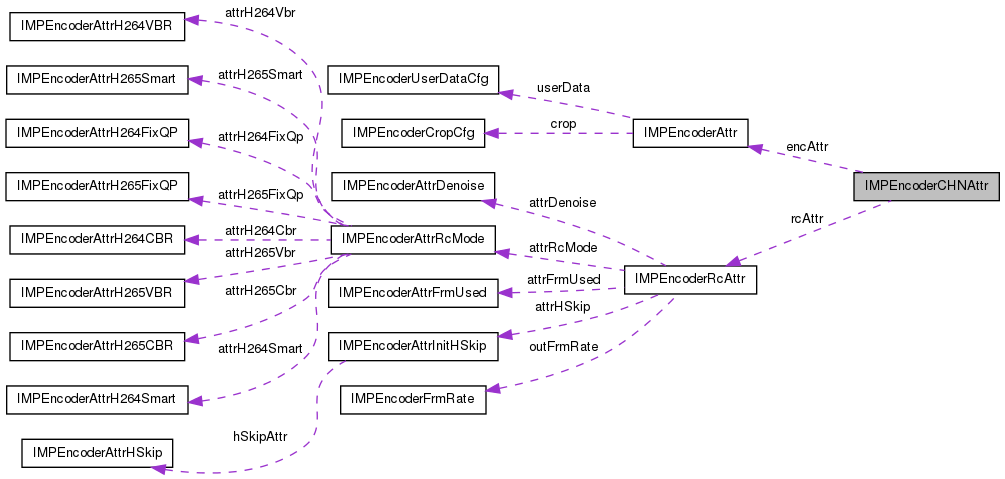 attrH264Vbr
IMPEncoderAttrH264VBR
attrH265Smart
IMPEncoderAttrH265Smart
IMPEncoderUserDataCfg
userData
attrH264FixQp
IMPEncoderAttrH264FixQP
IMPEncoderCropCfg
crop
IMPEncoderAttr
encAttr
attrH265FixQp
IMPEncoderAttrH265FixQP
IMPEncoderAttrDenoise
attrDenoise
IMPEncoderCHNAttr
rcAttr
attrH264Cbr
IMPEncoderAttrH264CBR
IMPEncoderAttrRcMode
attrRcMode
attrH265Vbr
IMPEncoderRcAttr
IMPEncoderAttrH265VBR
attrH265Cbr
IMPEncoderAttrFrmUsed
attrFrmUsed
attrHSkip
IMPEncoderAttrH265CBR
attrH264Smart
IMPEncoderAttrInitHSkip
outFrmRate
IMPEncoderAttrH264Smart
IMPEncoderFrmRate
hSkipAttr
IMPEncoderAttrHSkip